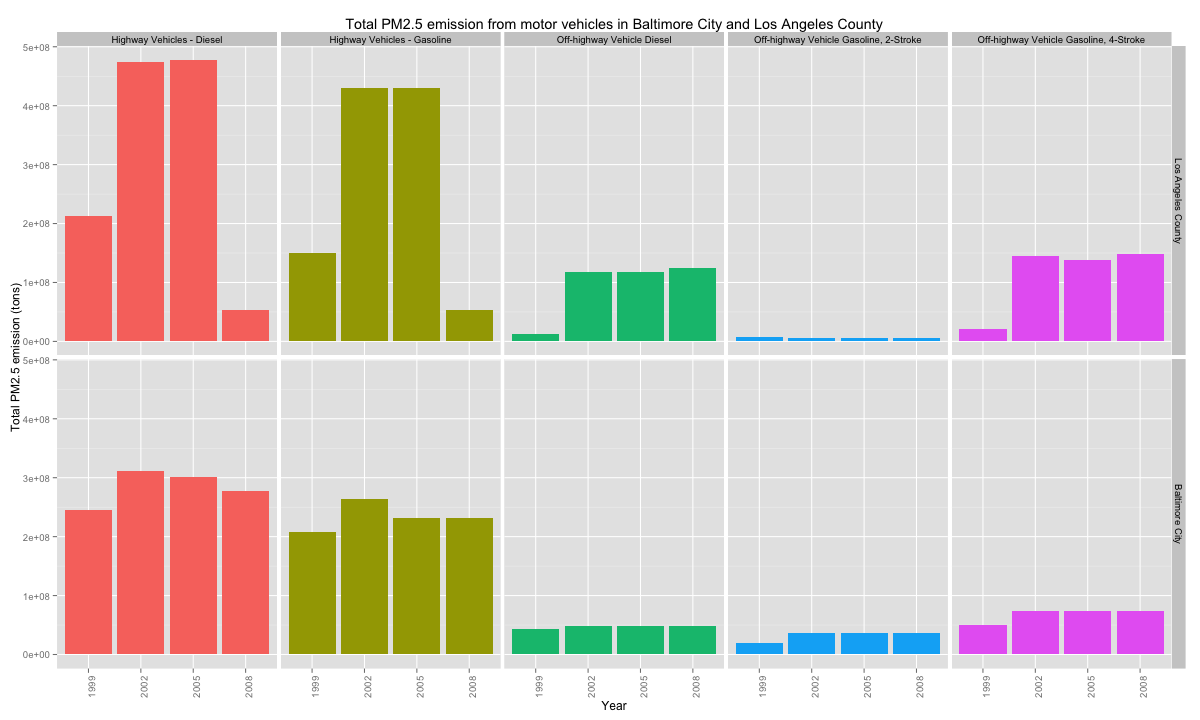 Total PM2.5 emission from motor vehicles in Baltimore City and Los Angeles County
Highway Vehicles - Diesel
Highway Vehicles - Gasoline
Off-highway Vehicle Diesel
Off-highway Vehicle Gasoline, 2-Stroke
Off-highway Vehicle Gasoline, 4-Stroke
5e+08
4e+08
3e+08
2e+08
1e+08
0e+00
Los Angeles County
Total PM2.5 emission (tons)
5e+08
4e+08
3e+08
2e+08
1e+08
0e+00
Baltimore City
1999
2002
2005
2008
1999
2002
2005
2008
1999
2002
2005
2008
1999
2002
2005
2008
1999
2002
2005
2008
Year